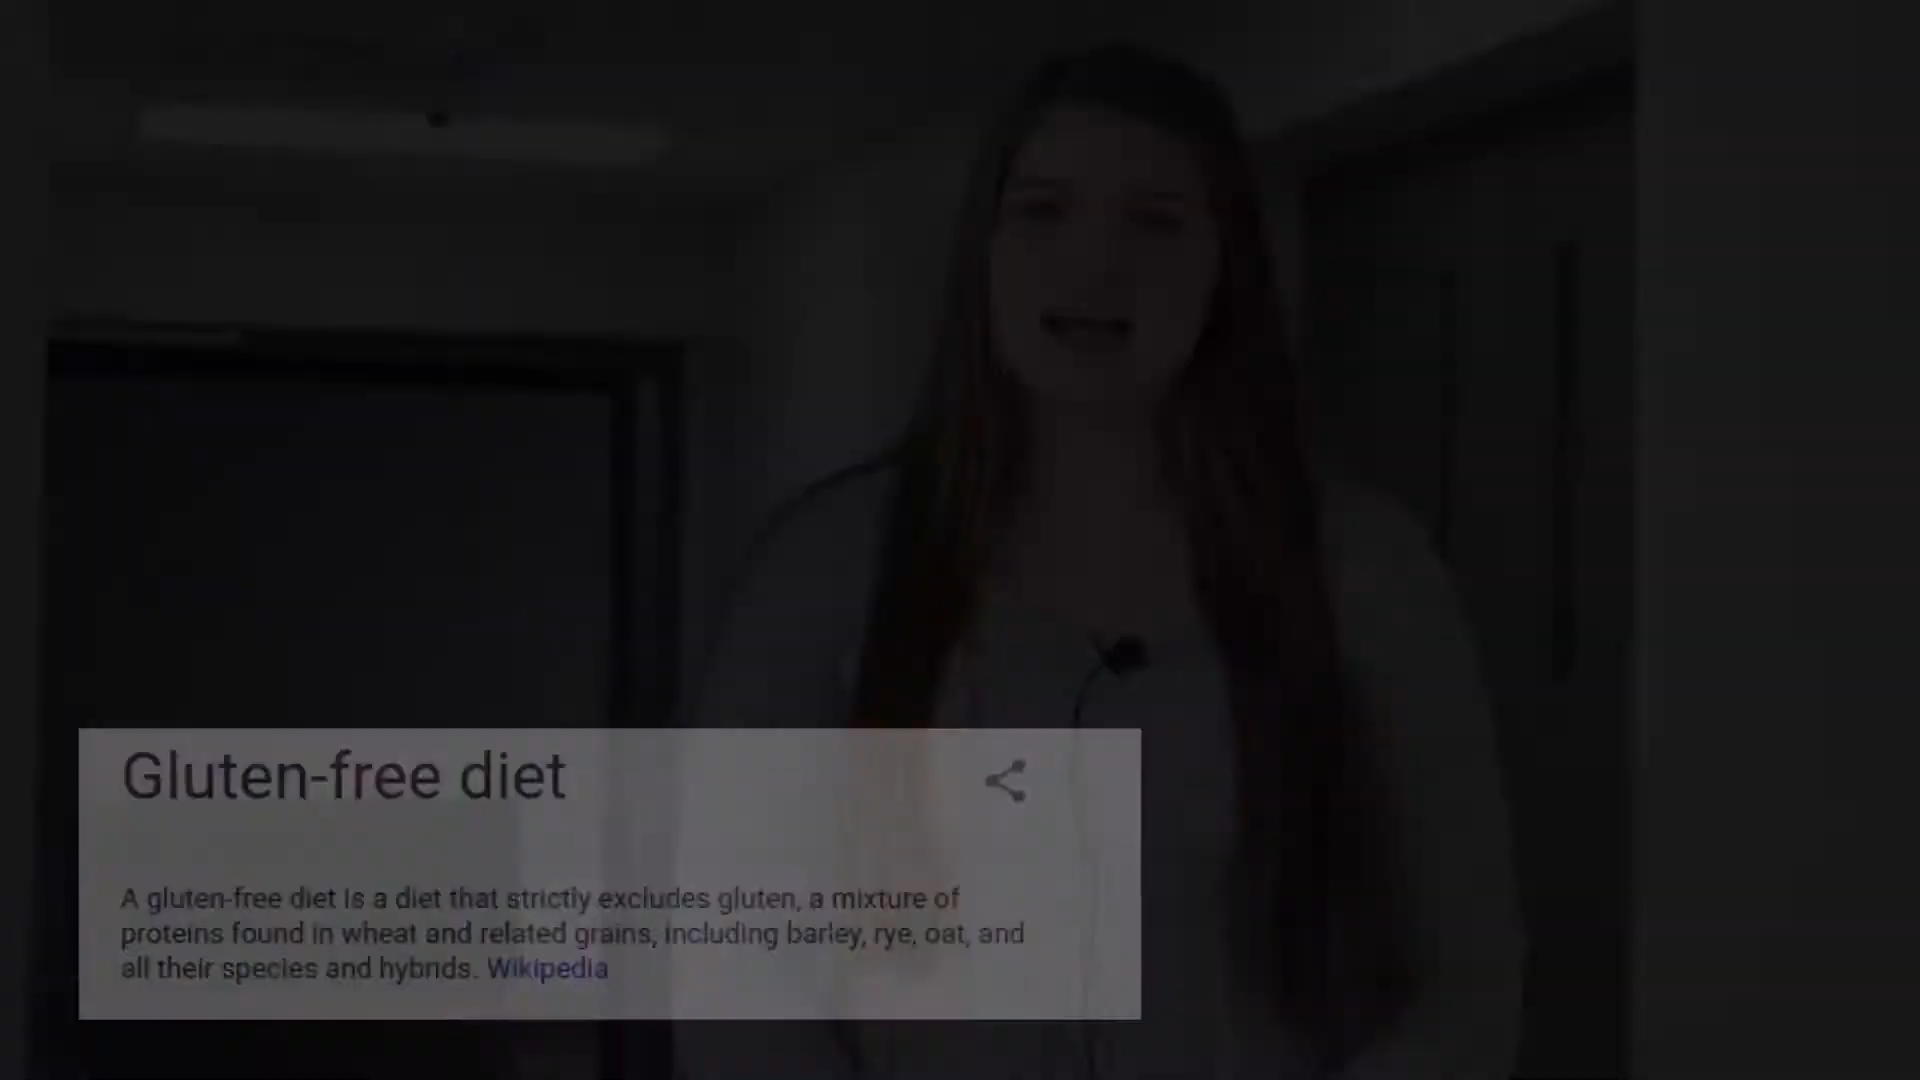 Gluten-free diet
A gluten-free diet is a diet that strictly excludes gluten, a mixture of
proteins found in wheat and related grains, including barley, rye, oat, and
all their species and hybrids. Wikipedia